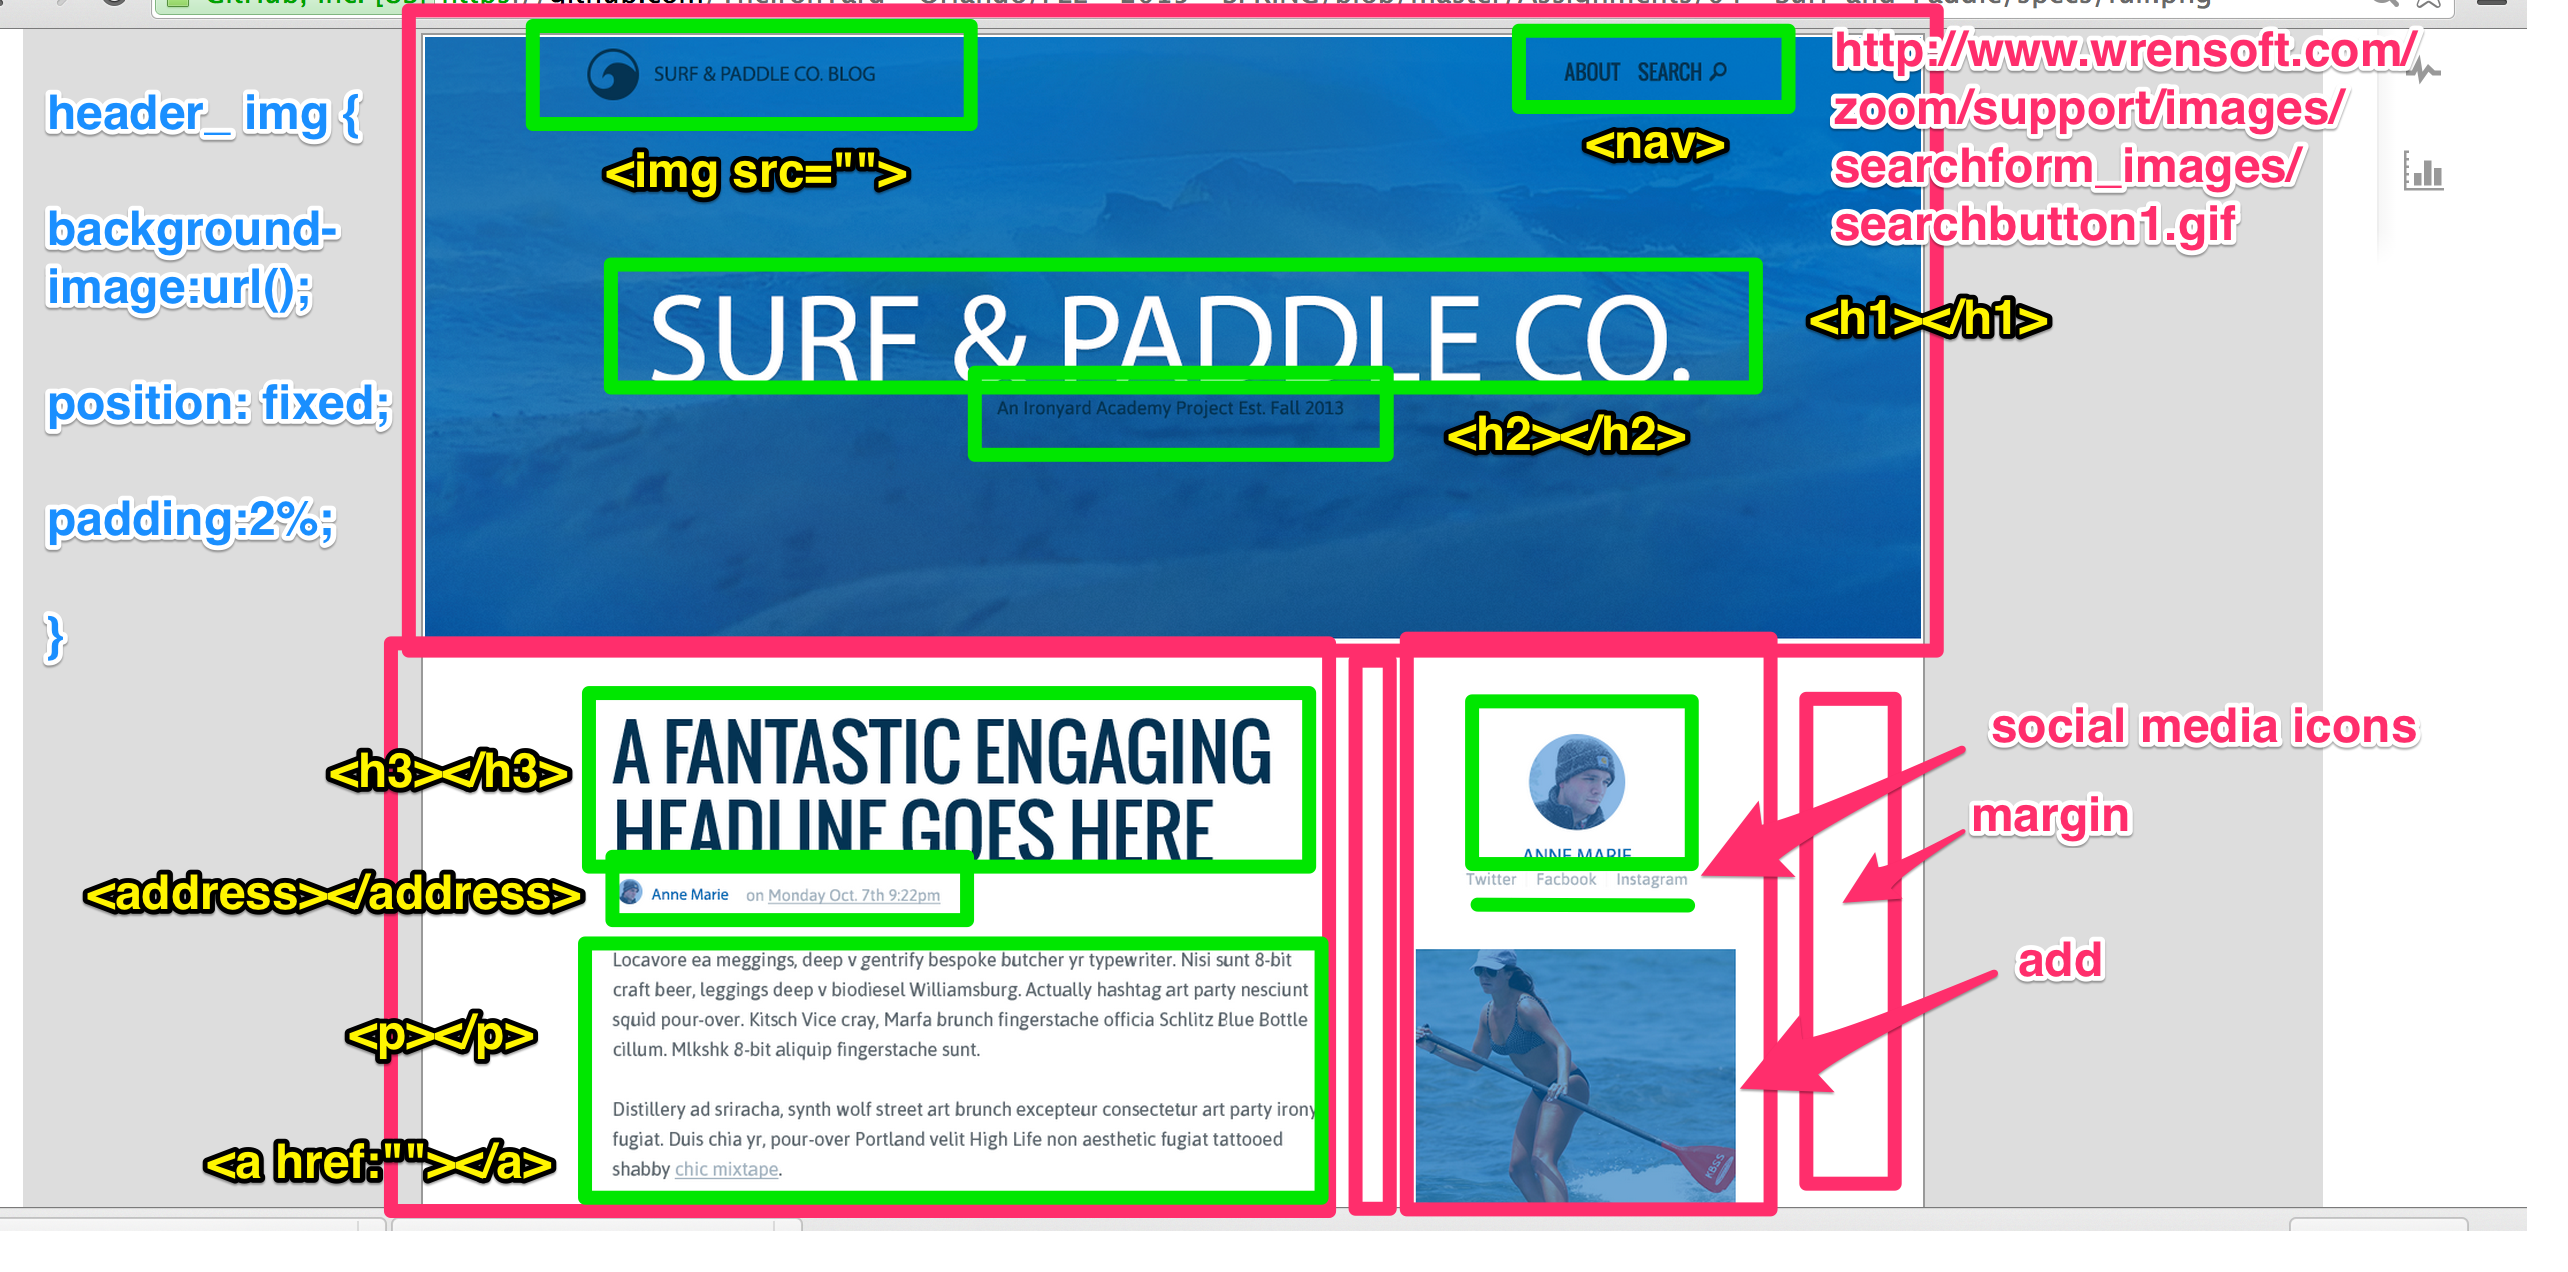 header_ img {
background-
image:url();
position: fixed;
padding:2%;
}
SURF & PADDLE CO. BLOG
<img src="">
ABOUT SEARCH
<nav>
http://www.wrensoft.com/
zoom/support/images/
searchform_images/
searchbutton1.gif
SURF & PADDLE CO.
<h1></h1>
An Ironyard Academy Project Est. Fall 2013
<h2></h2>
<h3></h3>
A FANTASTIC ENGAGING
HEADLINE GOES HERE
<address></address>
Anne Marie on Monday Oct. 7th 9:22pm
<p></p>
Locavore ea meggings, deep v gentrify bespoke butcher yr typewriter. Nisi sunt 8-bit
craft beer, leggings deep v biodiesel Williamsburg. Actually hashtag art party nesciunt
squid pour-over. Kitsch Vice cray, Marfa brunch fingerstache officia Schlitz Blue Bottle
cillum. Mlkshk 8-bit aliquip fingerstache sunt.
Distillery ad sriracha, synth wolf street art brunch excepteur consectetur art party irony
fugiat. Duis chia yr, pour-over Portland velit High Life non aesthetic fugiat tattooed
shabby chic mixtape.
<a href:""></a>
ANNE MARIE
Twitter Facbook Instagram
KBSS
social media icons
margin
add